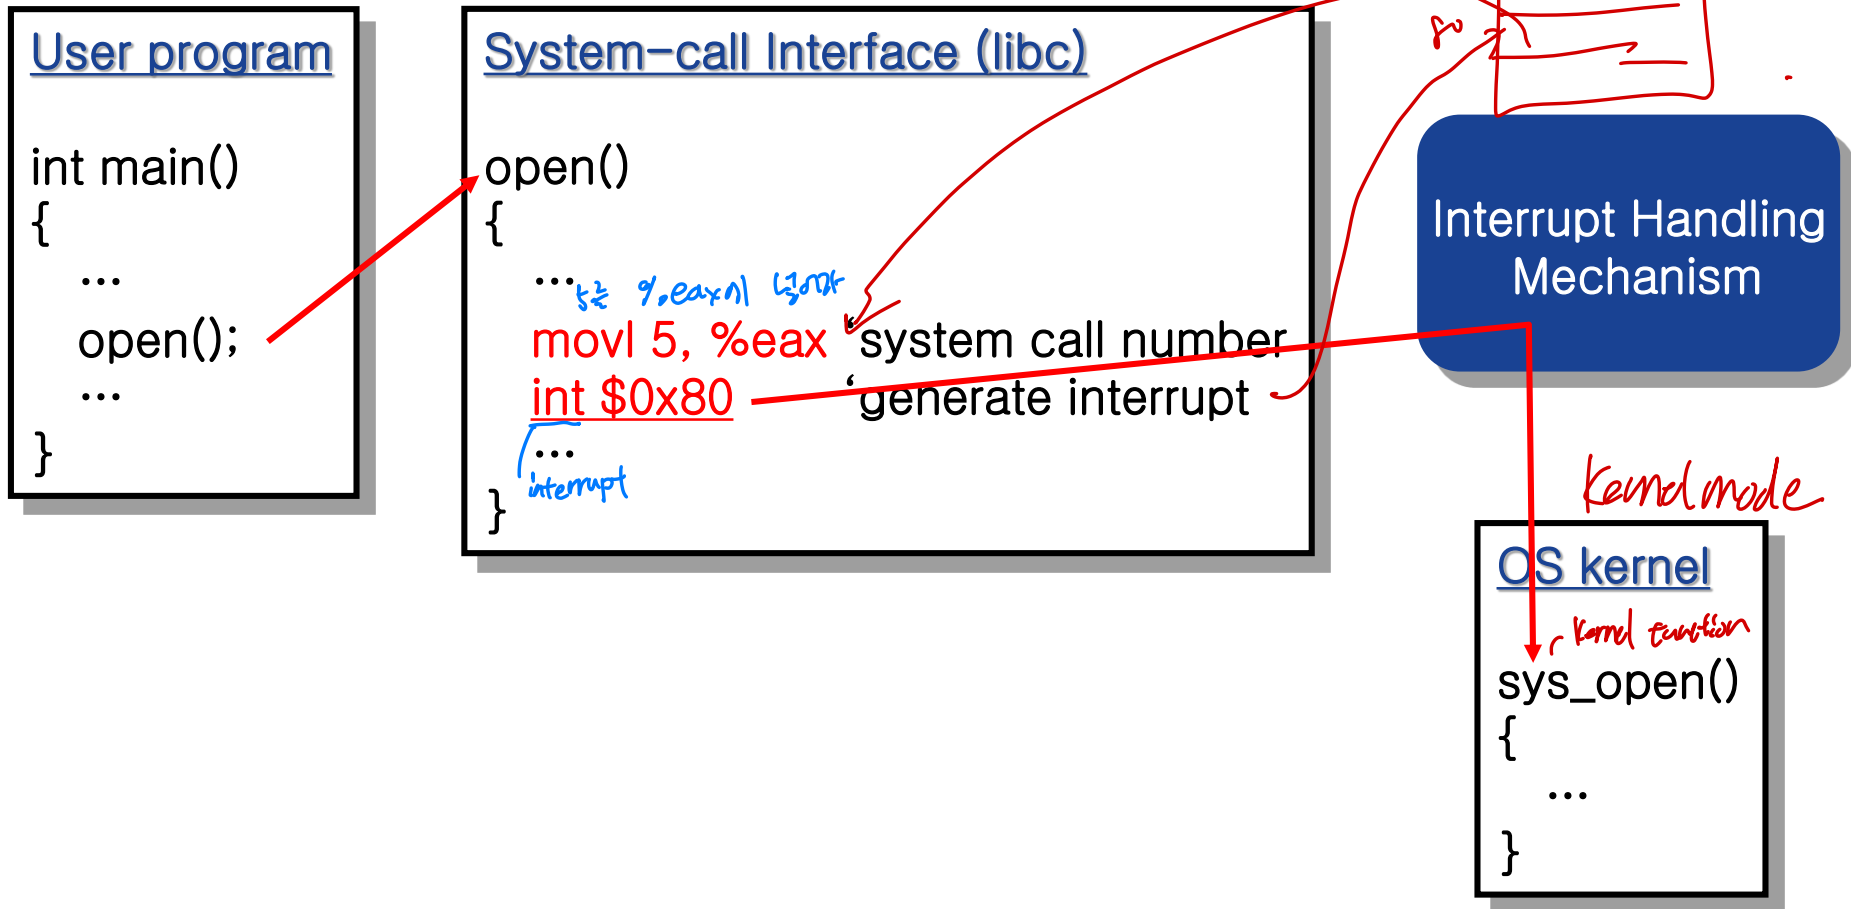 User program
int main()
{
...
open();
...
}
System-call Interface (libc)
open()
{
...
5를 %eax에 넣어라
movl 5, %eax ‘system call number
int $0x80 ‘generate interrupt
...
interrupt
}
80
Interrupt Handling
Mechanism
Kernel mode
OS kernel
kernel function
sys_open()
{
...
}